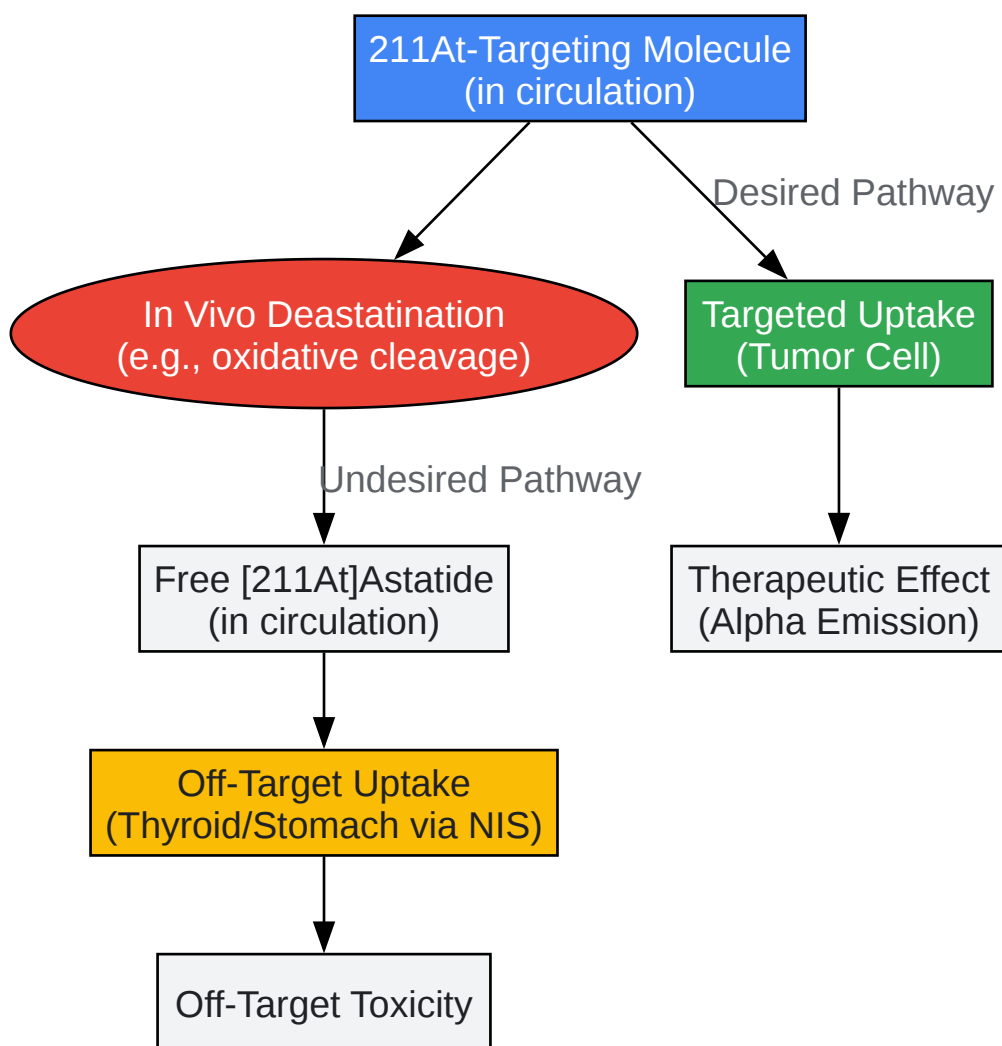 211At-Targeting Molecule
(in circulation)
Desired Pathway
In Vivo Deastatination
(e.g., oxidative cleavage)
Targeted Uptake
(Tumor Cell)
Undesired Pathway
Free [211At]Astatide
(in circulation)
Therapeutic Effect
(Alpha Emission)
Off-Target Uptake
(Thyroid/Stomach via NIS)
Off-Target Toxicity